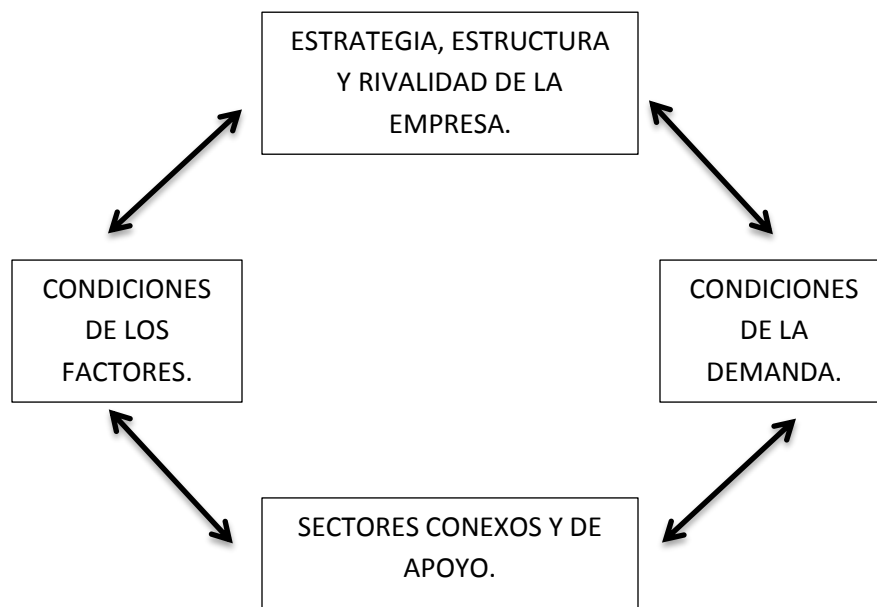 ESTRATEGIA, ESTRUCTURA
Y RIVALIDAD DE LA
EMPRESA.
CONDICIONES
DE LOS
FACTORES.
CONDICIONES
DE LA
DEMANDA.
SECTORES CONEXOS Y DE
APOYO.